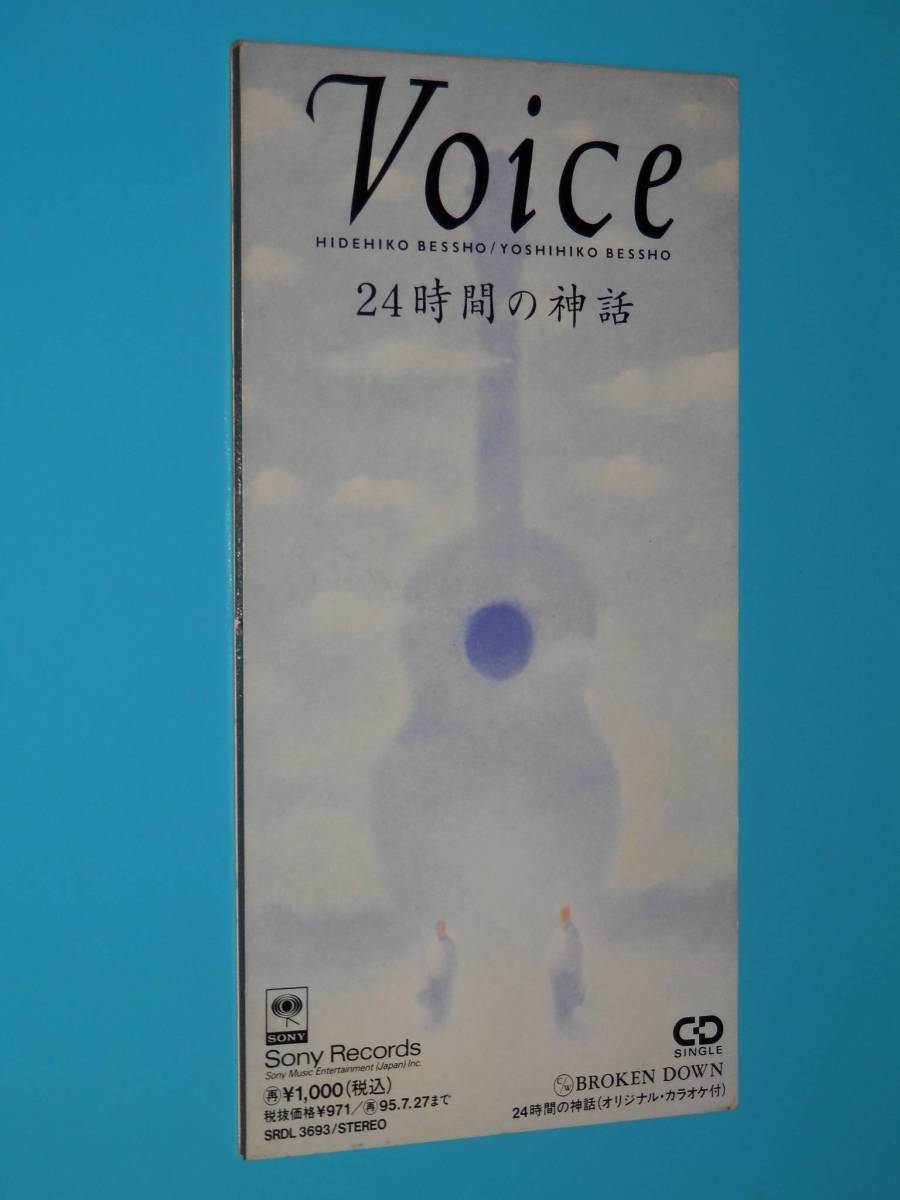 Voice
HIDEHIKO BESSHO/YOSHIHIKO BESSHO
24時間の神話
SONY
Sony Records
Sony Music Entertainment (Japan) Inc.
再¥1,000(税込)
税抜価格¥971/再95.7.27まで
SRDL 3693/STEREO
CD
SINGLE
C/W BROKEN DOWN
24時間の神話(オリジナル・カラオケ付)